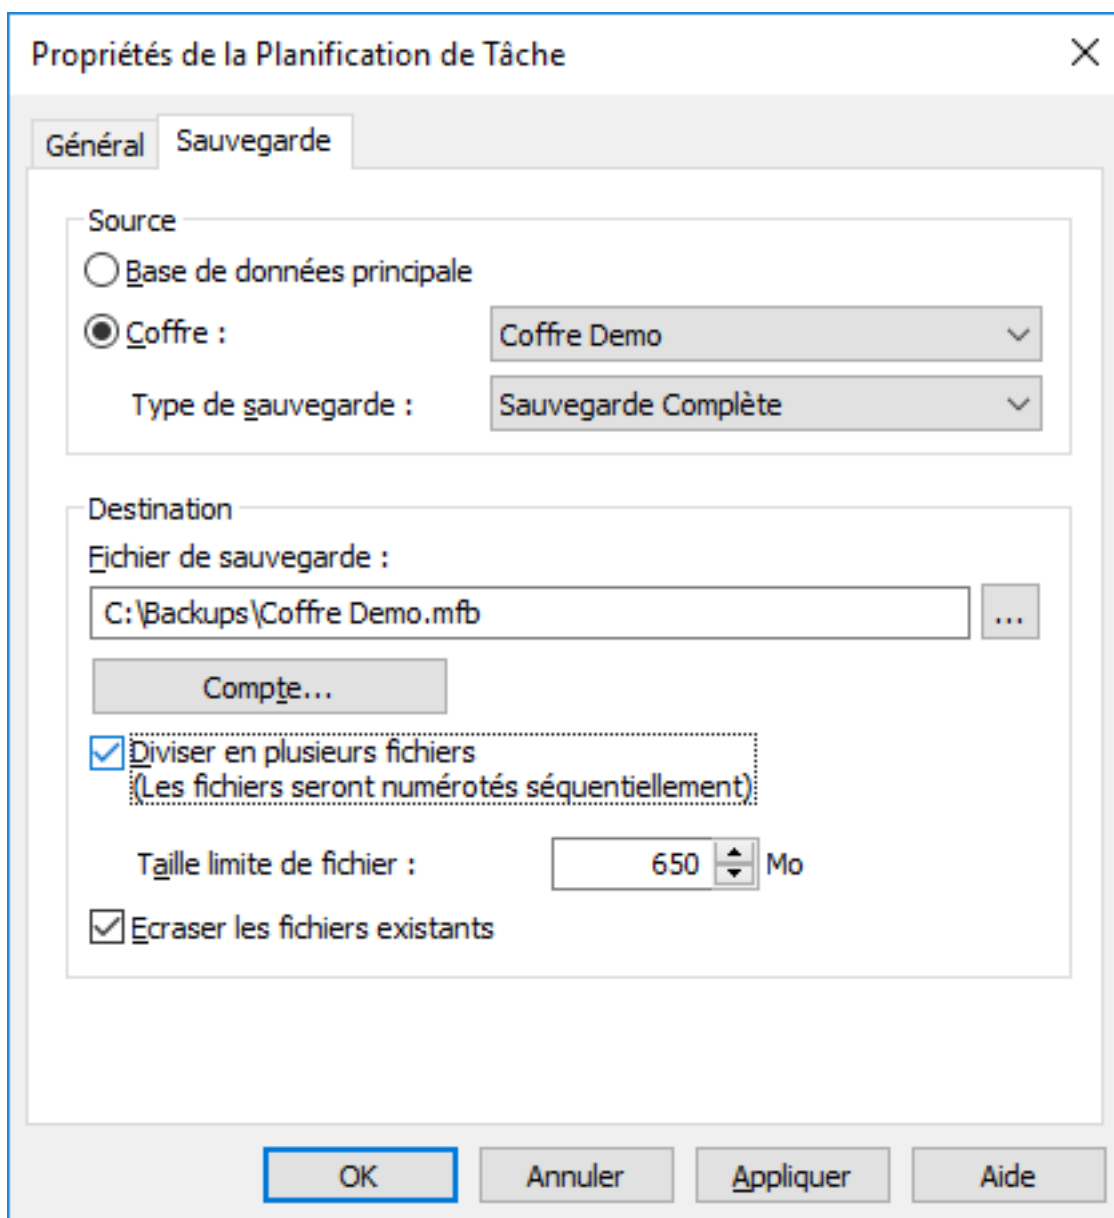 Propriétés de la Planification de Tâche
Général
Sauvegarde
Source
Base de données principale
Coffre :
Coffre Demo
Type de sauvegarde :
Sauvegarde Complète
Destination
Fichier de sauvegarde :
C:\Backups\Coffre Demo.mfb
...
Compte...
Diviser en plusieurs fichiers
(Les fichiers seront numérotés séquentiellement)
Taille limite de fichier :
650
Mo
Ecraser les fichiers existants
OK
Annuler
Appliquer
Aide